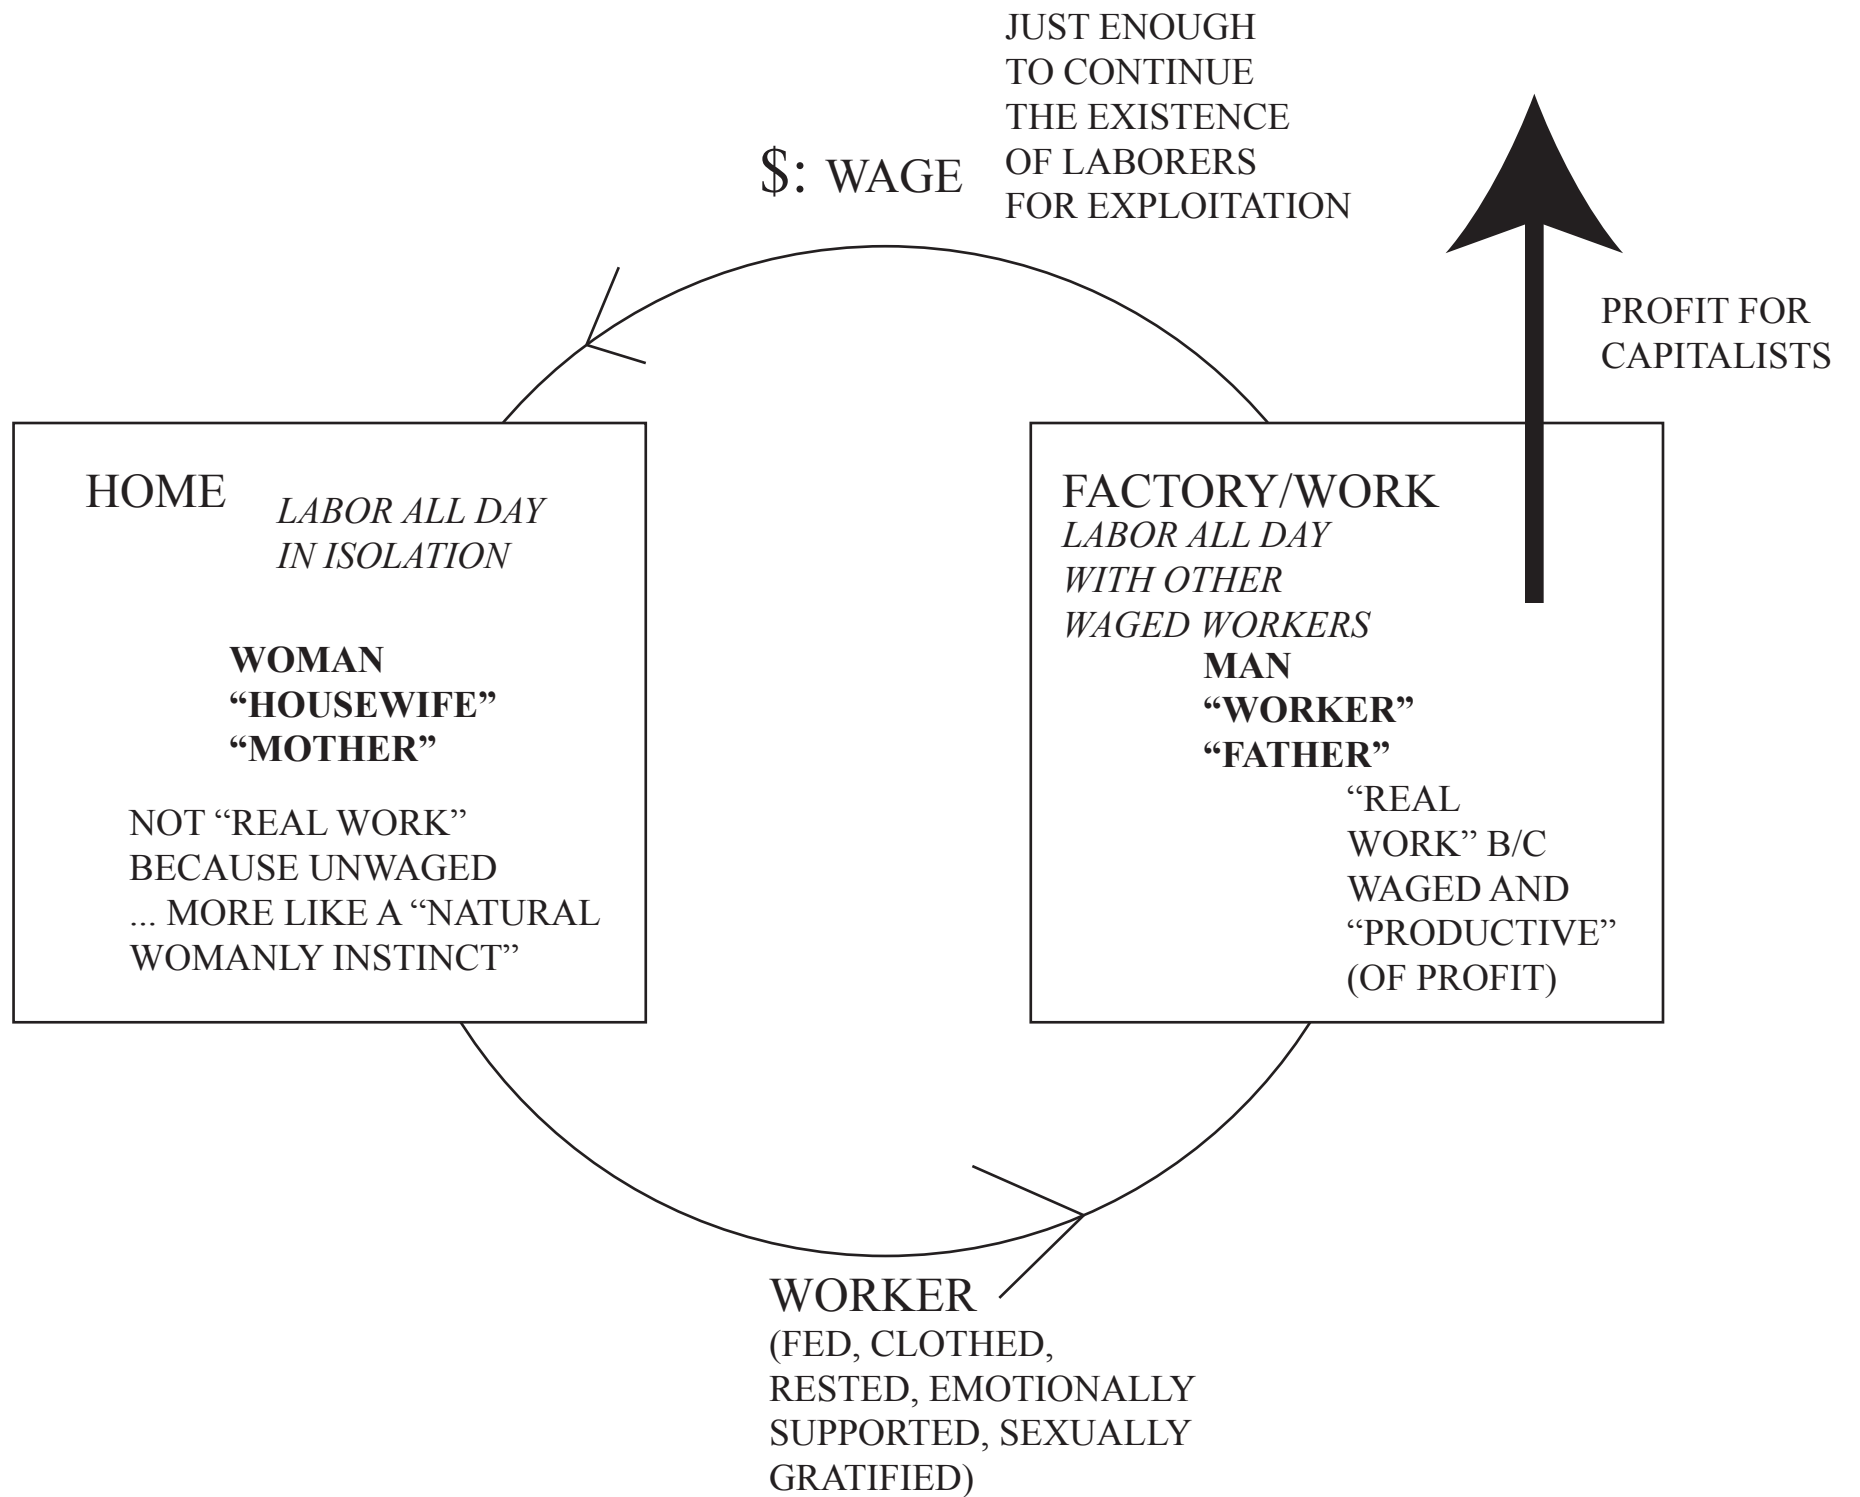 JUST ENOUGH
TO CONTINUE
THE EXISTENCE
OF LABORERS
FOR EXPLOITATION
$: WAGE
PROFIT FOR
CAPITALISTS
HOME
LABOR ALL DAY
IN ISOLATION
WOMAN
“HOUSEWIFE”
“MOTHER”
NOT “REAL WORK”
BECAUSE UNWAGED
... MORE LIKE A “NATURAL
WOMANLY INSTINCT”
FACTORY/WORK
LABOR ALL DAY
WITH OTHER
WAGED WORKERS
MAN
“WORKER”
“FATHER”
“REAL
WORK” B/C
WAGED AND
“PRODUCTIVE”
(OF PROFIT)
WORKER
(FED, CLOTHED,
RESTED, EMOTIONALLY
SUPPORTED, SEXUALLY
GRATIFIED)